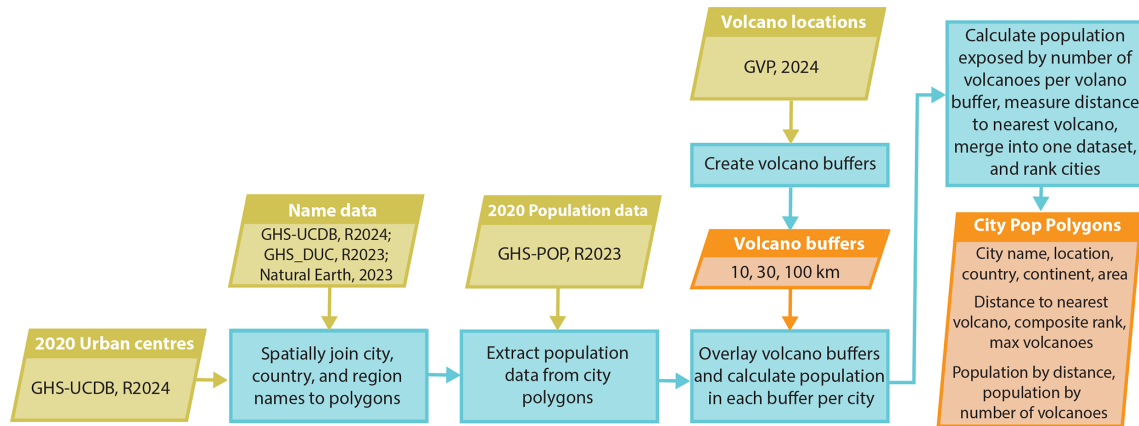 2020 Urban centres
GHS-UCDB, R2024
Name data
GHS-UCDB, R2024;
GHS_DUC, R2023;
Natural Earth, 2023
Spatially join city,
country, and region
names to polygons
2020 Population data
GHS-POP, R2023
Extract population
data from city
polygons
Volcano locations
GVP, 2024
Create volcano buffers
Volcano buffers
10, 30, 100 km
Overlay volcano buffers
and calculate population
in each buffer per city
Calculate population
exposed by number of
volcanoes per volano
buffer, measure distance
to nearest volcano,
merge into one dataset,
and rank cities
City Pop Polygons
City name, location,
country, continent, area
Distance to nearest
volcano, composite rank,
max volcanoes
Population by distance,
population by
number of volcanoes